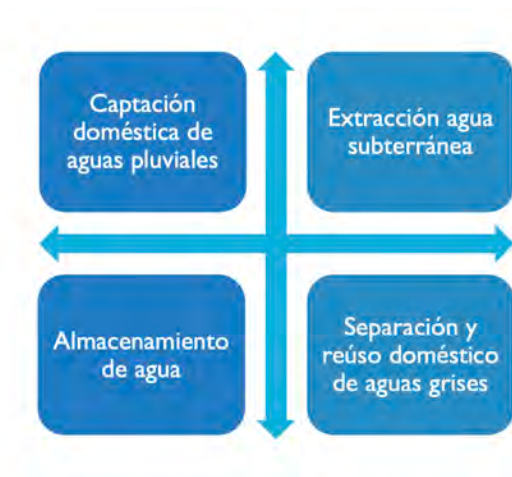 Captación
doméstica de
aguas pluviales
Extracción agua
subterránea
Almacenamiento
de agua
Separación y
reúso doméstico
de aguas grises